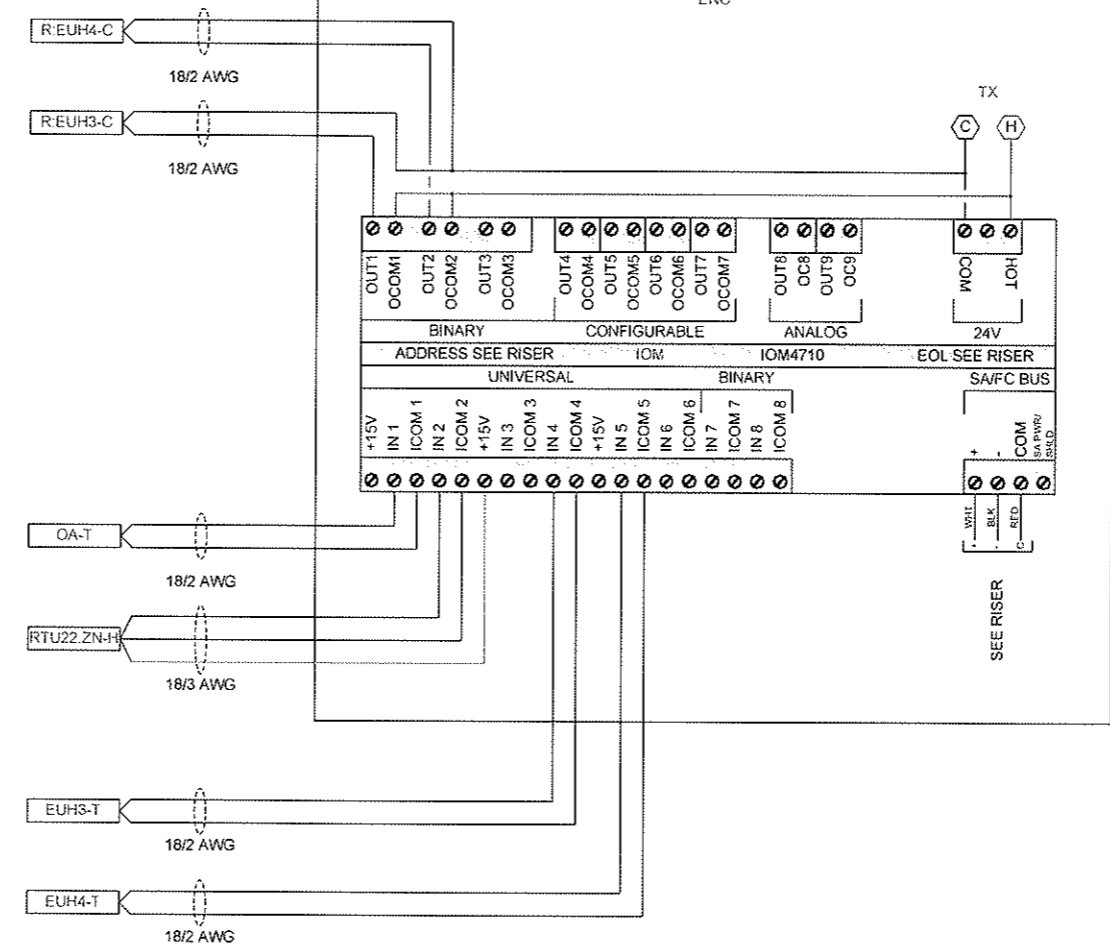 ENC
R:EUH4-C
18/2 AWG
R:EUH3-C
18/2 AWG
TX
C H
OUT1 OCOM1 OUT2 OCOM2 OUT3 OCOM3 OUT4 OCOM4 OUT5 OCOM5 OUT6 OCOM6 OUT7 OCOM7 OUT8 OC8 OUT9 OC9 COM HOT
BINARY CONFIGURABLE ANALOG 24V
ADDRESS SEE RISER IOM IOM4710 EOL SEE RISER
UNIVERSAL BINARY SA/FC BUS
+15V IN 1 ICOM 1 IN 2 ICOM 2 +15V IN 3 ICOM 3 IN 4 ICOM 4 +15V IN 5 ICOM 5 IN 6 ICOM 6 IN 7 ICOM 7 IN 8 ICOM 8 + - COM SA PWR/
SHLD
WHT BLK RED
+ - C
SEE RISER
OA-T
18/2 AWG
RTU22.ZN-H
18/3 AWG
EUH3-T
18/2 AWG
EUH4-T
18/2 AWG